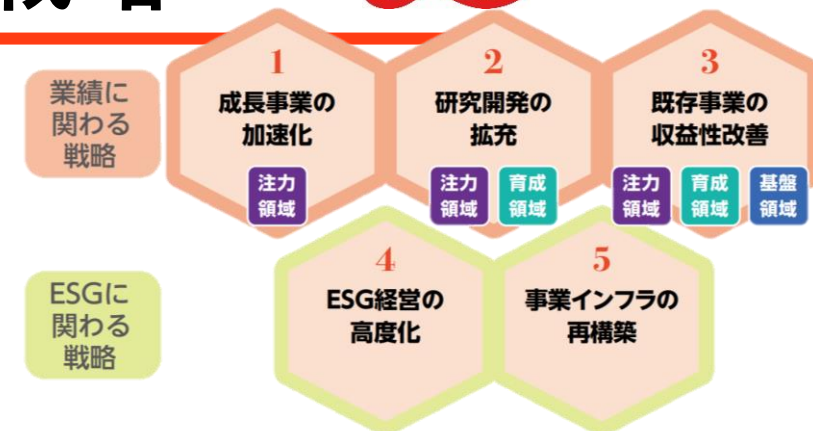 業績に
関わる
戦略
1
成長事業の
加速化
注力
領域
2
研究開発の
拡充
注力
領域
育成
領域
3
既存事業の
収益性改善
注力
領域
育成
領域
基盤
領域
ESGに
関わる
戦略
4
ESG経営の
高度化
5
事業インフラの
再構築